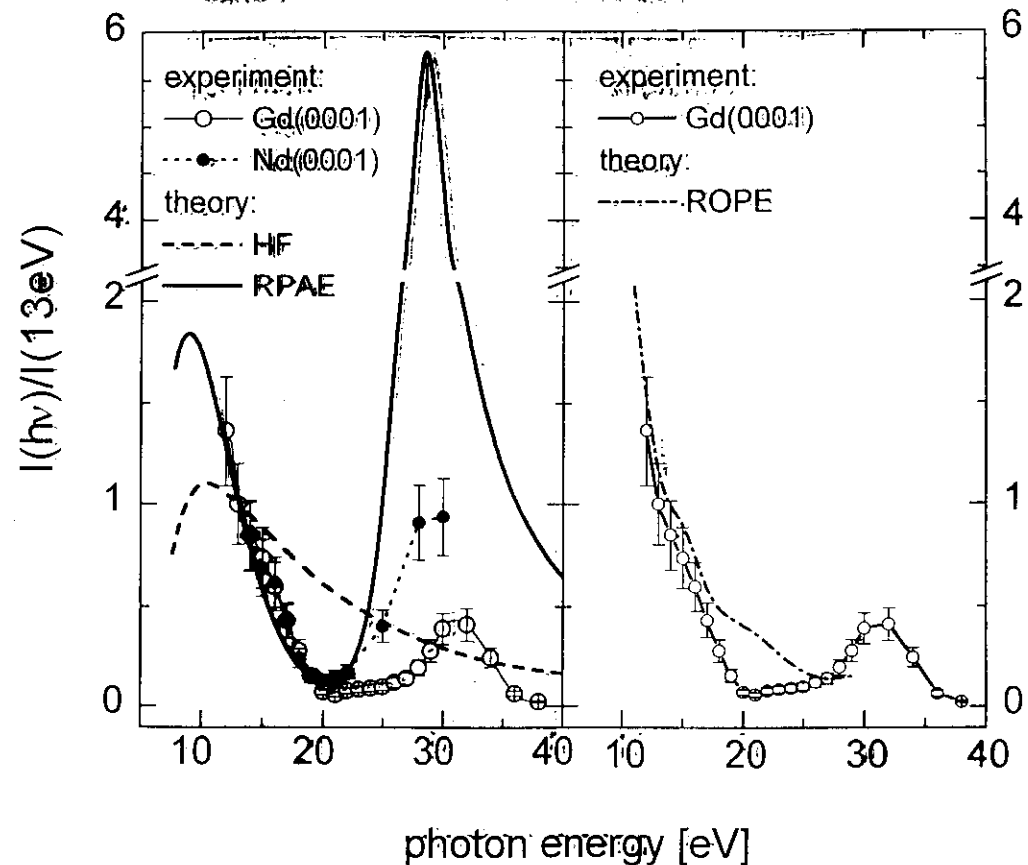 6
4
2
1
0
I(hν)/I(13eV)
experiment:
Gd(0001)
Nd(0001)
theory:
HF
RPAE
10
20
30
40
experiment:
Gd(0001)
theory:
ROPE
6
4
2
1
0
10
20
30
40
photon energy [eV]